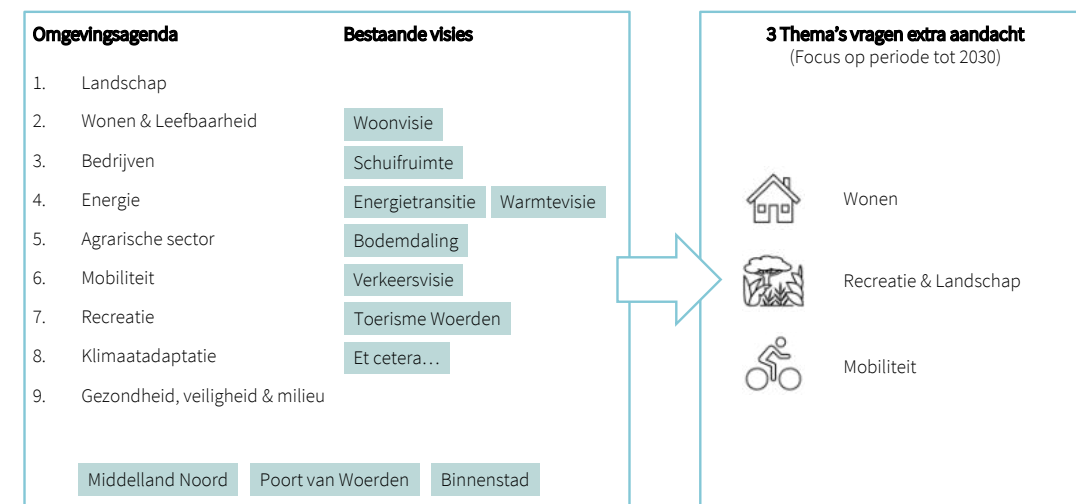 Omgevingsagenda Bestaande visies
1. Landschap
2. Wonen & Leefbaarheid Woonvisie
3. Bedrijven Schuifruimte
4. Energie Energietransitie Warmtevisie
5. Agrarische sector Bodemdaling
6. Mobiliteit Verkeersvisie
7. Recreatie Toerisme Woerden
8. Klimaatadaptatie Et cetera…
9. Gezondheid, veiligheid & milieu
Middelland Noord Poort van Woerden Binnenstad
3 Thema's vragen extra aandacht
(Focus op periode tot 2030)
Wonen
Recreatie & Landschap
Mobiliteit